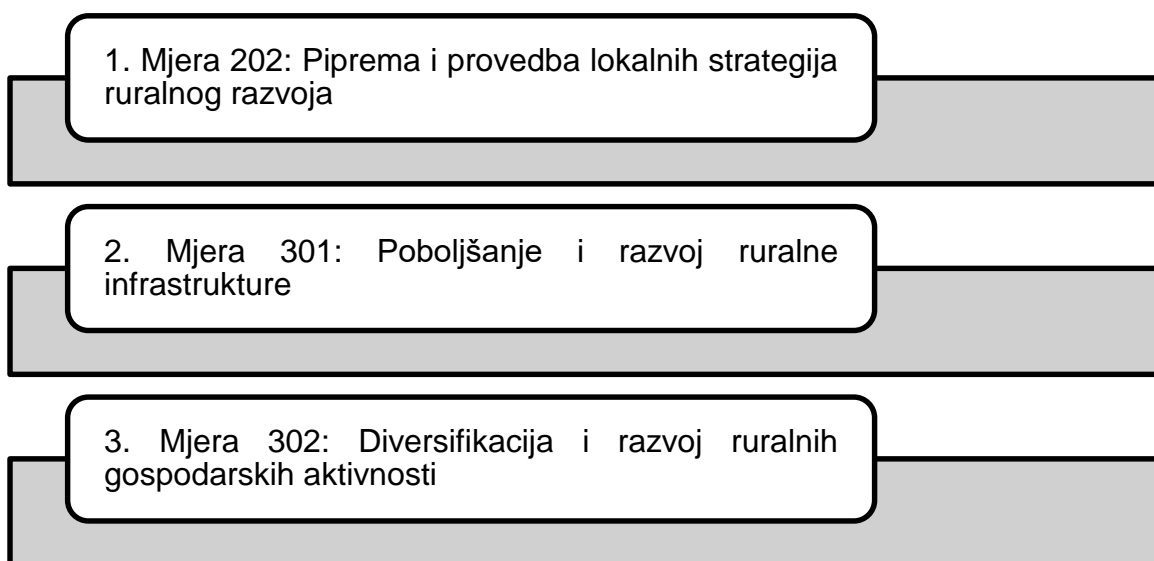 1. Mjera 202: Piprema i provedba lokalnih strategija
ruralnog razvoja
2. Mjera 301: Poboljšanje i razvoj ruralne
infrastrukture
3. Mjera 302: Diversifikacija i razvoj ruralnih
gospodarskih aktivnosti